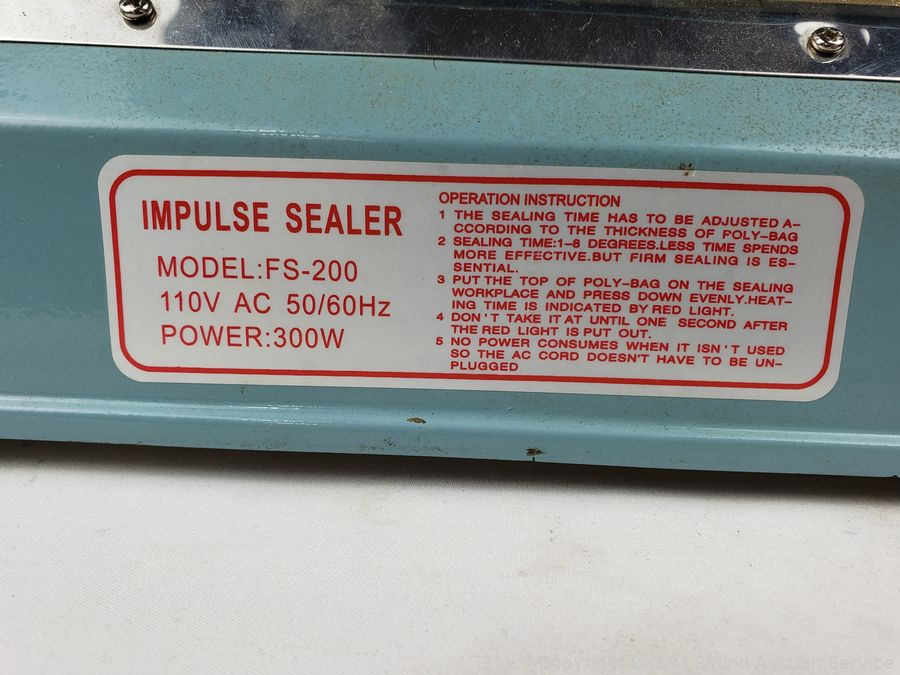 IMPULSE SEALER
MODEL:FS-200
110V AC 50/60Hz
POWER:300W
OPERATION INSTRUCTION
1 THE SEALING TIME HAS TO BE ADJUSTED A-
CCORDING TO THE THICKNESS OF POLY-BAG
2 SEALING TIME:1-8 DEGREES.LESS TIME SPENDS
MORE EFFECTIVE.BUT FIRM SEALING IS ES-
SENTIAL.
3 PUT THE TOP OF POLY-BAG ON THE SEALING
WORKPLACE AND PRESS DOWN EVENLY.HEAT-
ING TIME IS INDICATED BY RED LIGHT.
4 DON'T TAKE IT AT UNTIL ONE SECOND AFTER
THE RED LIGHT IS PUT OUT.
5 NO POWER CONSUMES WHEN IT ISN'T USED
SO THE AC CORD DOESN'T HAVE TO BE UN-
PLUGGED
Copyright Sound Auction Service